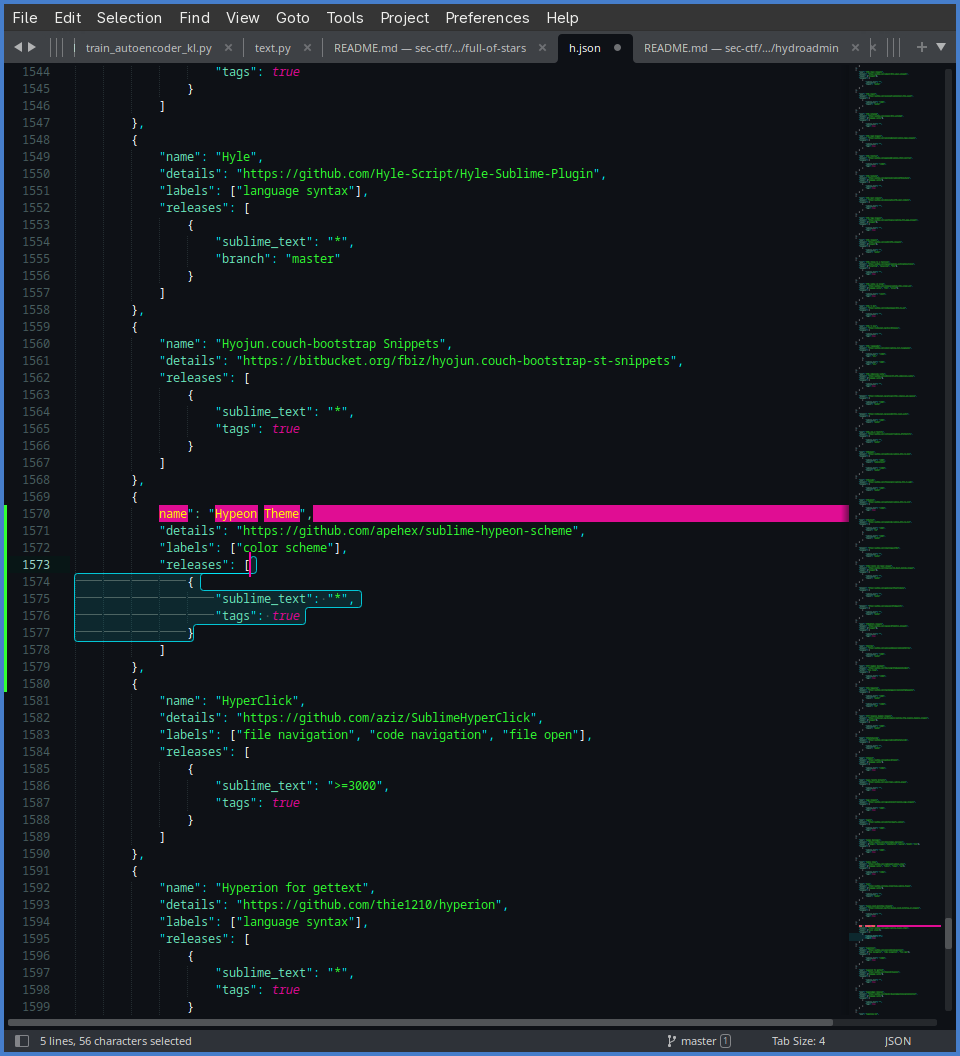 File Edit Selection Find View Goto Tools Project Preferences Help
train_autoencoder_kl.py text.py README.md — sec-ctf/.../full-of-stars h.json README.md — sec-ctf/.../hydroadmin
1544 "tags": true
1545 }
1546 ]
1547 },
1548 {
1549 "name": "Hyle",
1550 "details": "https://github.com/Hyle-Script/Hyle-Sublime-Plugin",
1551 "labels": ["language syntax"],
1552 "releases": [
1553 {
1554 "sublime_text": "*",
1555 "branch": "master"
1556 }
1557 ]
1558 },
1559 {
1560 "name": "Hyojun.couch-bootstrap Snippets",
1561 "details": "https://bitbucket.org/fbiz/hyojun.couch-bootstrap-st-snippets",
1562 "releases": [
1563 {
1564 "sublime_text": "*",
1565 "tags": true
1566 }
1567 ]
1568 },
1569 {
1570 name": "Hypeon Theme",
1571 "details": "https://github.com/apehex/sublime-hypeon-scheme",
1572 "labels": ["color scheme"],
1573 "releases": [
1574 {
1575 "sublime_text": "*",
1576 "tags": true
1577 }
1578 ]
1579 },
1580 {
1581 "name": "HyperClick",
1582 "details": "https://github.com/aziz/SublimeHyperClick",
1583 "labels": ["file navigation", "code navigation", "file open"],
1584 "releases": [
1585 {
1586 "sublime_text": ">=3000",
1587 "tags": true
1588 }
1589 ]
1590 },
1591 {
1592 "name": "Hyperion for gettext",
1593 "details": "https://github.com/thie1210/hyperion",
1594 "labels": ["language syntax"],
1595 "releases": [
1596 {
1597 "sublime_text": "*",
1598 "tags": true
1599 }
5 lines, 56 characters selected master 1 Tab Size: 4 JSON